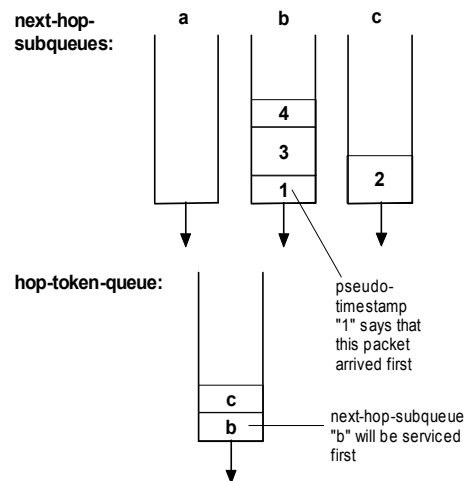 next-hop-
subqueues:
a b c
4
3
1
2
hop-token-queue:
pseudo-
timestamp
"1" says that
this packet
arrived first
c
b
next-hop-subqueue
"b" will be serviced
first